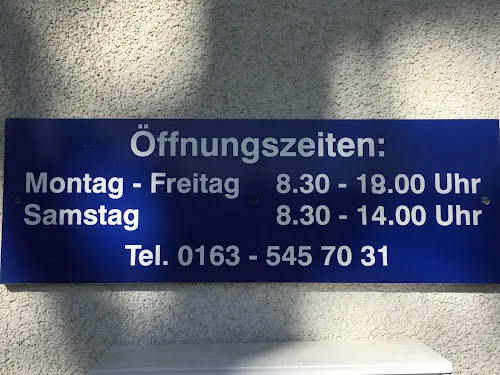 Öffnungszeiten:
Montag - Freitag 8.30 - 18.00 Uhr
Samstag 8.30 - 14.00 Uhr
Tel. 0163 - 545 70 31